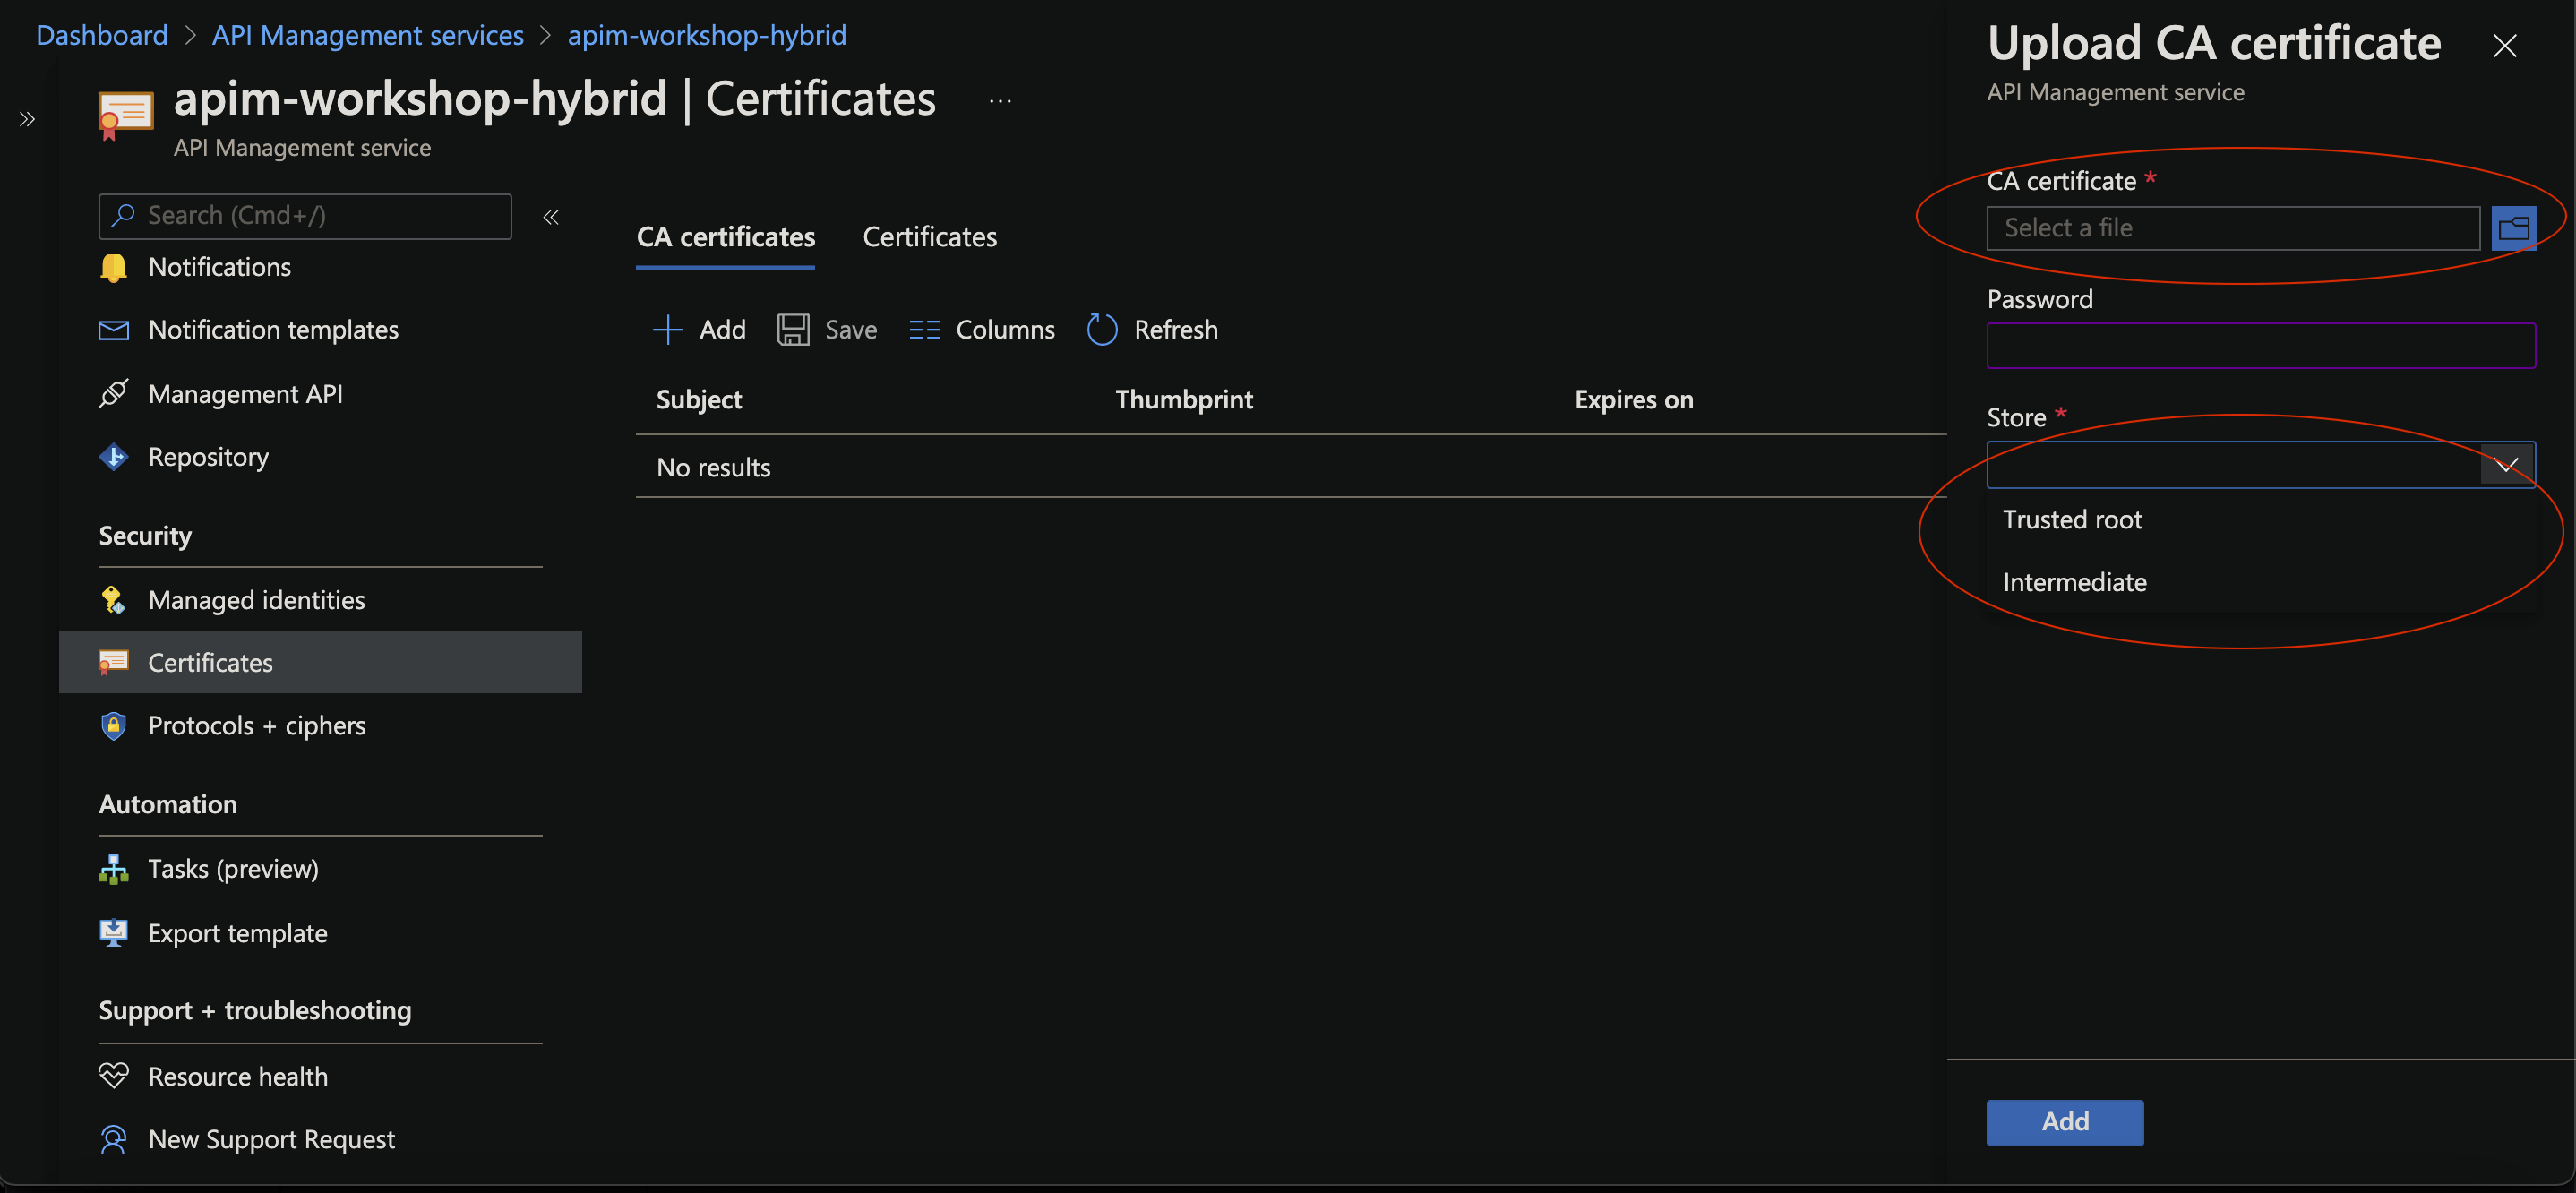 Dashboard > API Management services > apim-workshop-hybrid
apim-workshop-hybrid | Certificates ...
API Management service
Search (Cmd+/)
Notifications
Notification templates
Management API
Repository
Security
Managed identities
Certificates
Protocols + ciphers
Automation
Tasks (preview)
Export template
Support + troubleshooting
Resource health
New Support Request
CA certificates Certificates
Add Save Columns Refresh
Subject Thumbprint Expires on
No results
Upload CA certificate
API Management service
CA certificate *
Select a file
Password
Store *
Trusted root
Intermediate
Add